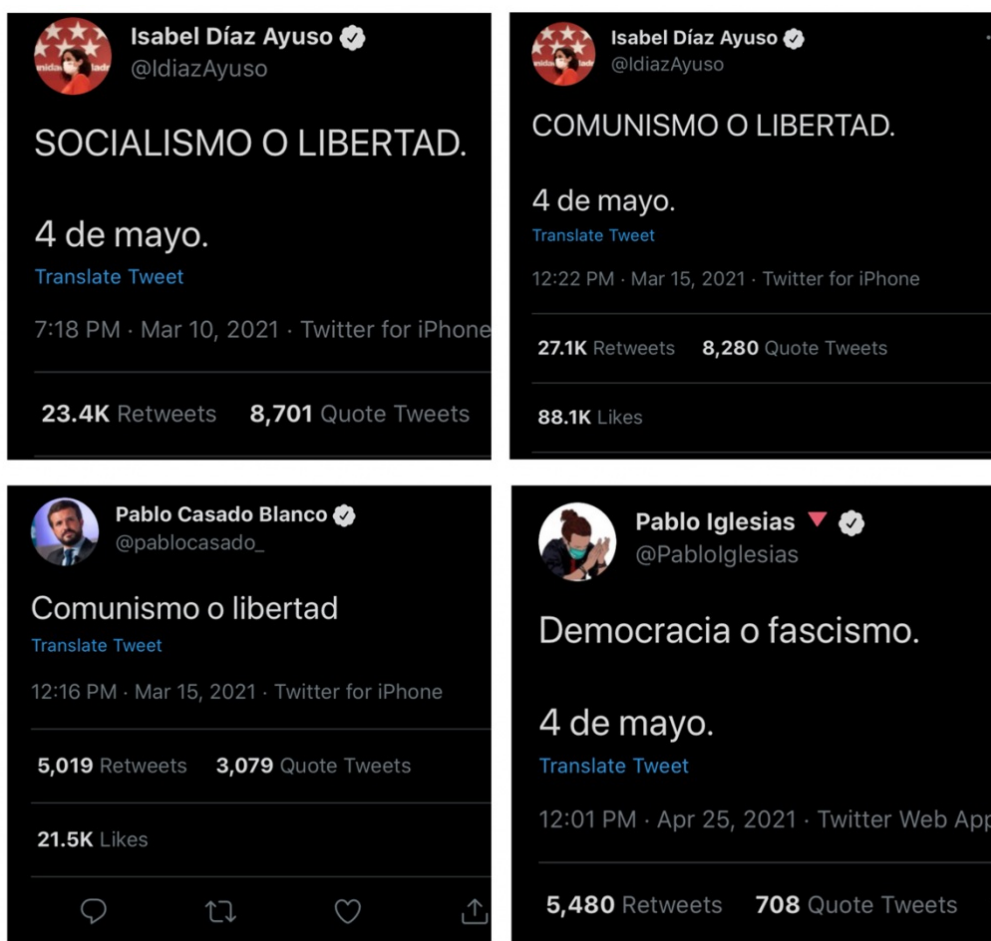 Isabel Díaz Ayuso
@IdiazAyuso
SOCIALISMO O LIBERTAD.
4 de mayo.
Translate Tweet
7:18 PM · Mar 10, 2021 · Twitter for iPhone
23.4K Retweets 8,701 Quote Tweets
Isabel Díaz Ayuso
@IdiazAyuso
COMUNISMO O LIBERTAD.
4 de mayo.
Translate Tweet
12:22 PM · Mar 15, 2021 · Twitter for iPhone
27.1K Retweets 8,280 Quote Tweets
88.1K Likes
Pablo Casado Blanco
@pablocasado_
Comunismo o libertad
Translate Tweet
12:16 PM · Mar 15, 2021 · Twitter for iPhone
5,019 Retweets 3,079 Quote Tweets
21.5K Likes
Pablo Iglesias
@PabloIglesias
Democracia o fascismo.
4 de mayo.
Translate Tweet
12:01 PM · Apr 25, 2021 · Twitter Web App
5,480 Retweets 708 Quote Tweets